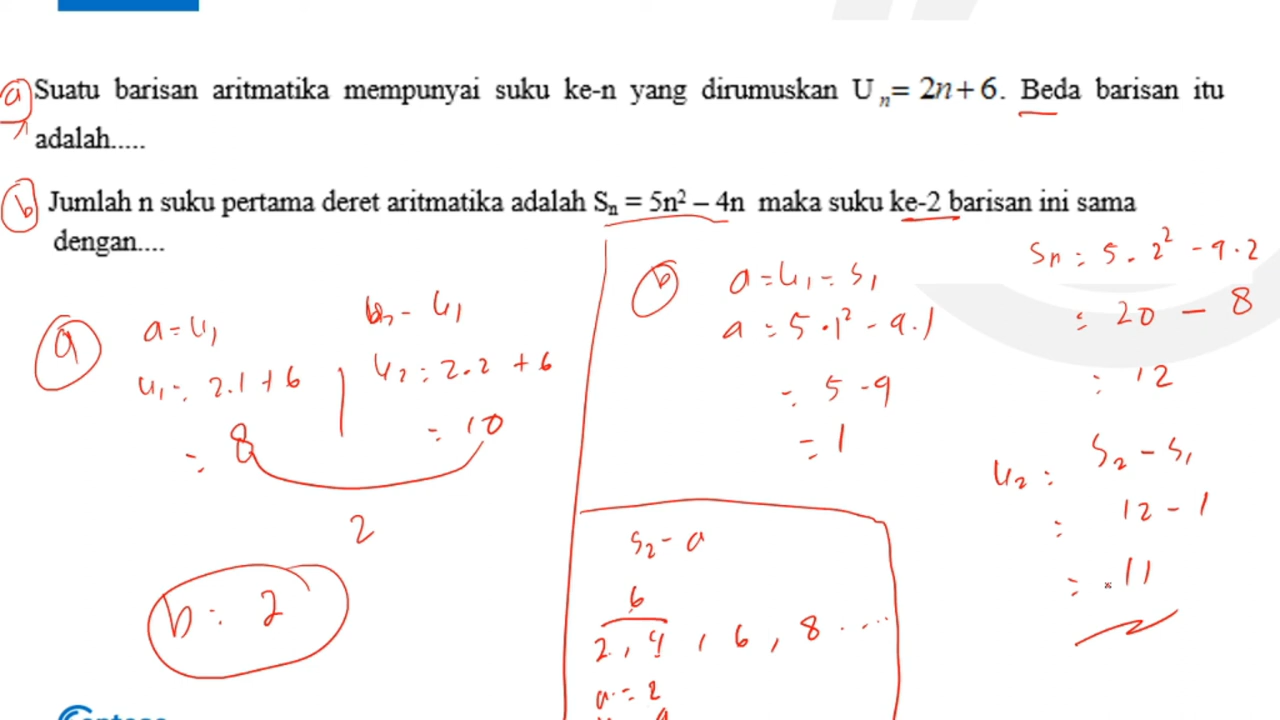 a Suatu barisan aritmatika mempunyai suku ke-n yang dirumuskan U n = 2n + 6. Beda barisan itu
adalah.....
b Jumlah n suku pertama deret aritmatika adalah Sn = 5n² – 4n maka suku ke-2 barisan ini sama
dengan....
a
a = u1
u1 = 2.1 + 6
= 8
- u1
u2 = 2.2 + 6
= 10
2
b : 2
b
a = u1 = s1
a = 5.1² - 4.1
= 5 - 4
= 1
Sn = 5.2² - 4.2
= 20 - 8
= 12
u2 = S2 - S1
= 12 - 1
= 11
S2 - a
6
2, 4, 6, 8 ....
a = 2